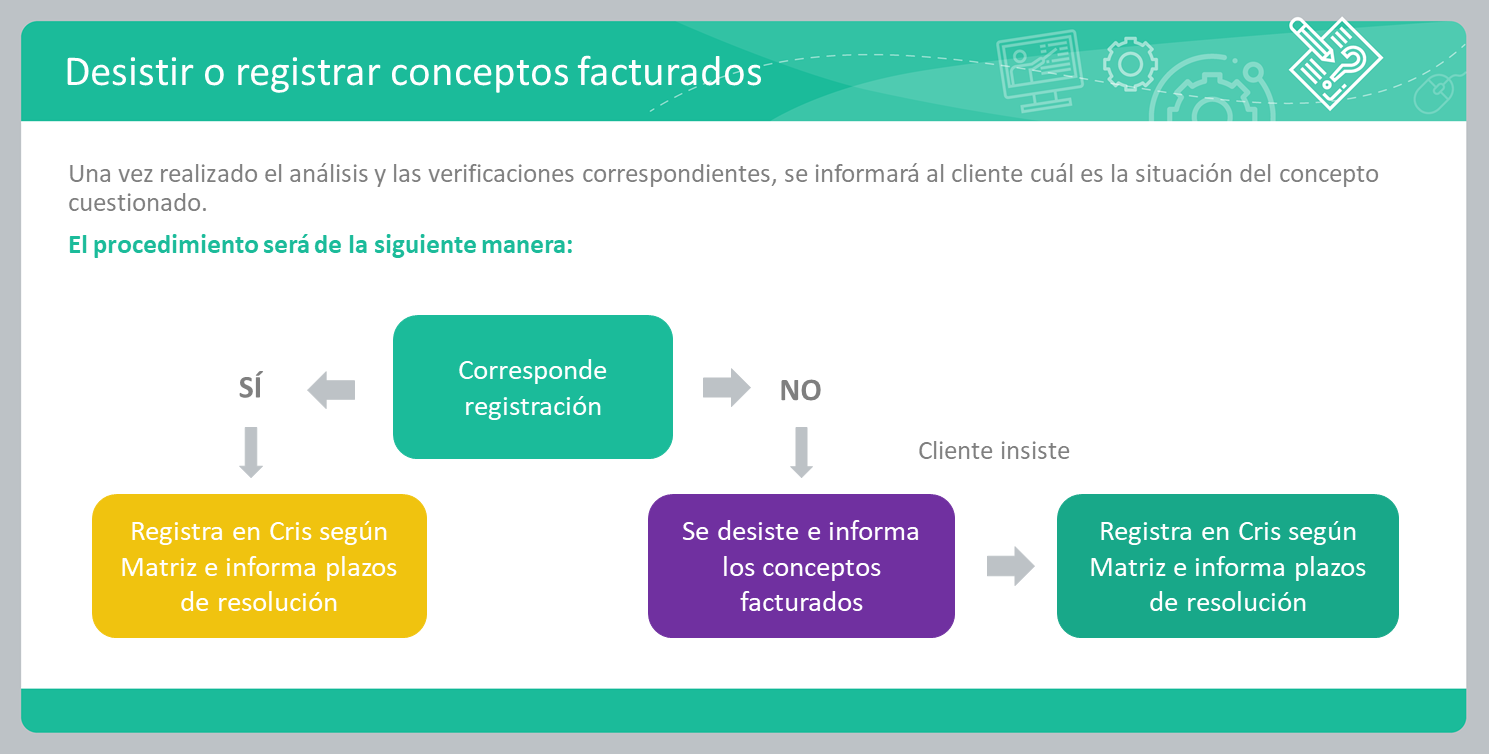 Desistir o registrar conceptos facturados
Una vez realizado el análisis y las verificaciones correspondientes, se informará al cliente cuál es la situación del concepto
cuestionado.
El procedimiento será de la siguiente manera:
Corresponde
registración
SÍ
NO
Cliente insiste
Registra en Cris según
Matriz e informa plazos
de resolución
Se desiste e informa
los conceptos
facturados
Registra en Cris según
Matriz e informa plazos
de resolución